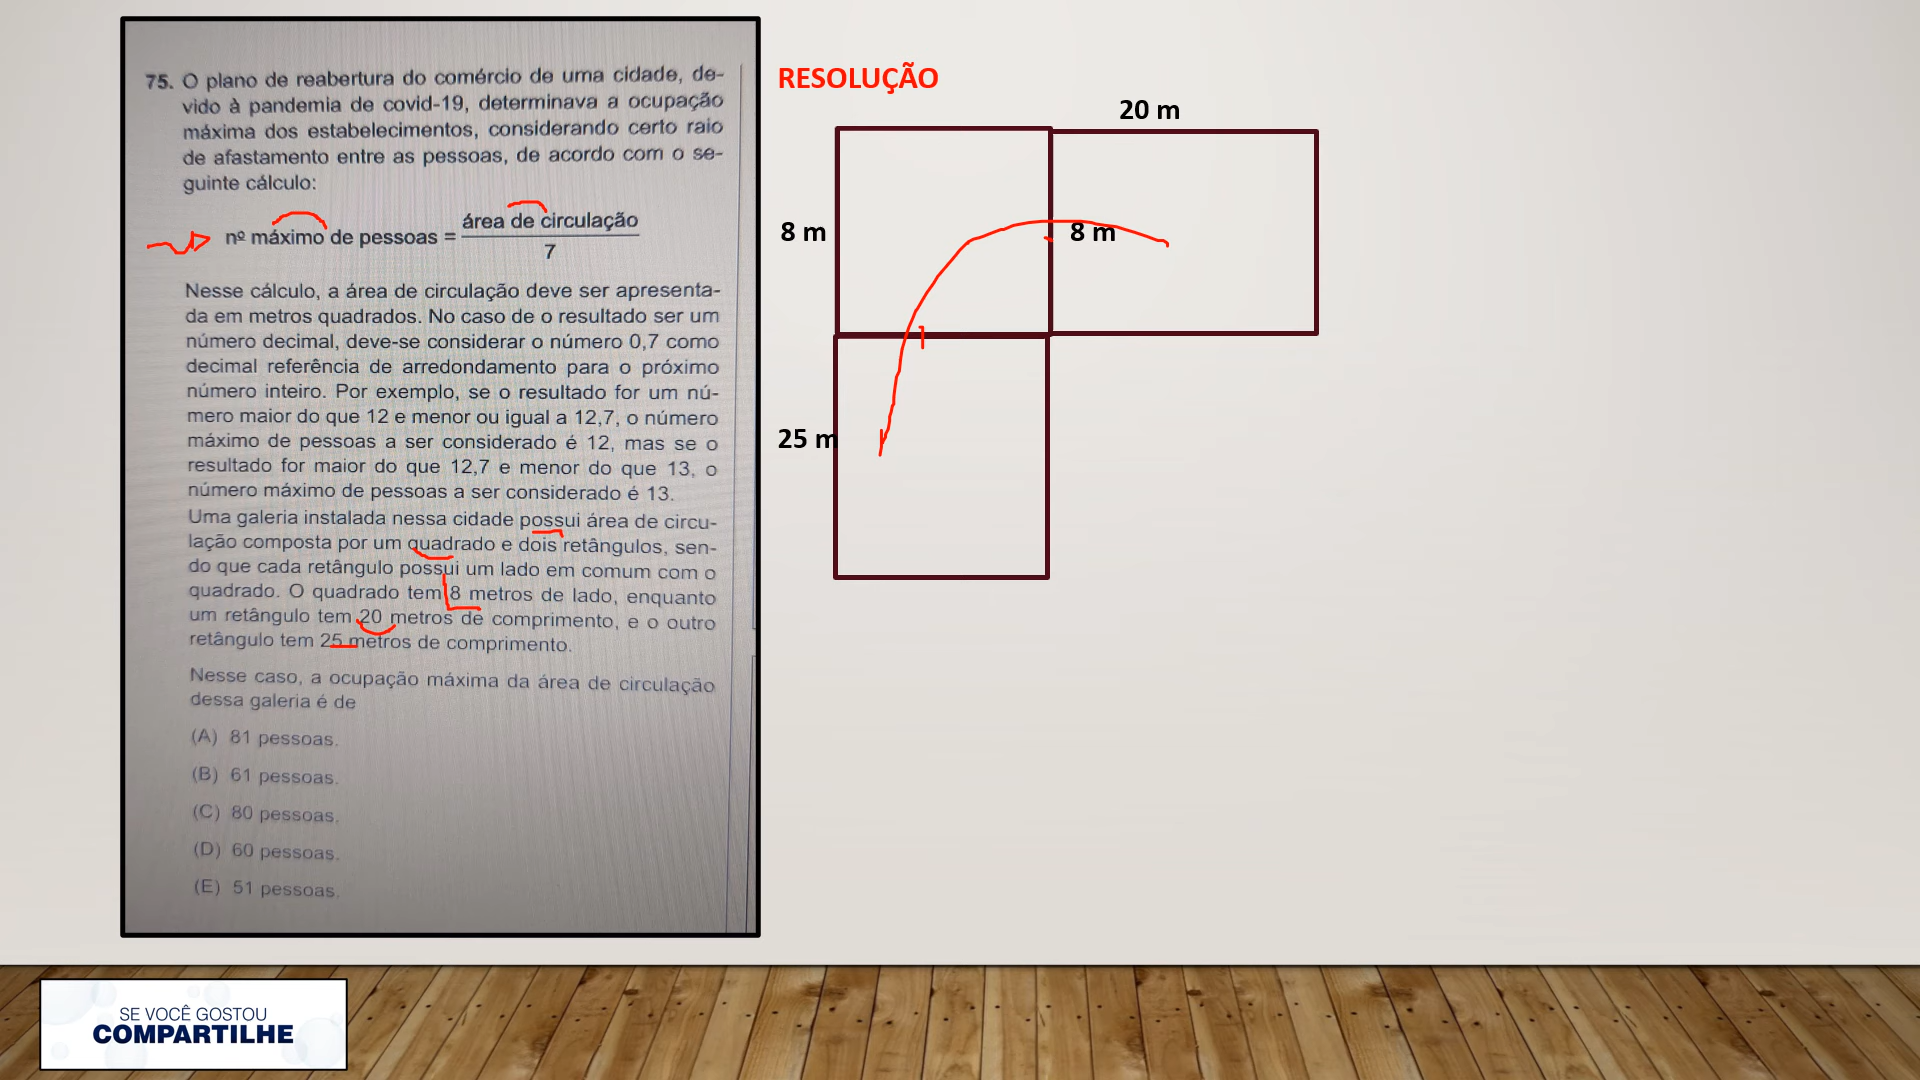 75. O plano de reabertura do comércio de uma cidade, de-
vido à pandemia de covid-19, determinava a ocupação
máxima dos estabelecimentos, considerando certo raio
de afastamento entre as pessoas, de acordo com o se-
guinte cálculo:
nº máximo de pessoas = área de circulação
7
Nesse cálculo, a área de circulação deve ser apresenta-
da em metros quadrados. No caso de o resultado ser um
número decimal, deve-se considerar o número 0,7 como
decimal referência de arredondamento para o próximo
número inteiro. Por exemplo, se o resultado for um nú-
mero maior do que 12 e menor ou igual a 12,7, o número
máximo de pessoas a ser considerado é 12, mas se o
resultado for maior do que 12,7 e menor do que 13, o
número máximo de pessoas a ser considerado é 13.
Uma galeria instalada nessa cidade possui área de circu-
lação composta por um quadrado e dois retângulos, sen-
do que cada retângulo possui um lado em comum com o
quadrado. O quadrado tem 8 metros de lado, enquanto
um retângulo tem 20 metros de comprimento, e o outro
retângulo tem 25 metros de comprimento.
Nesse caso, a ocupação máxima da área de circulação
dessa galeria é de
(A) 81 pessoas.
(B) 61 pessoas.
(C) 80 pessoas.
(D) 60 pessoas.
(E) 51 pessoas.
RESOLUÇÃO
20 m
8 m
8 m
25 m
SE VOCÊ GOSTOU
COMPARTILHE